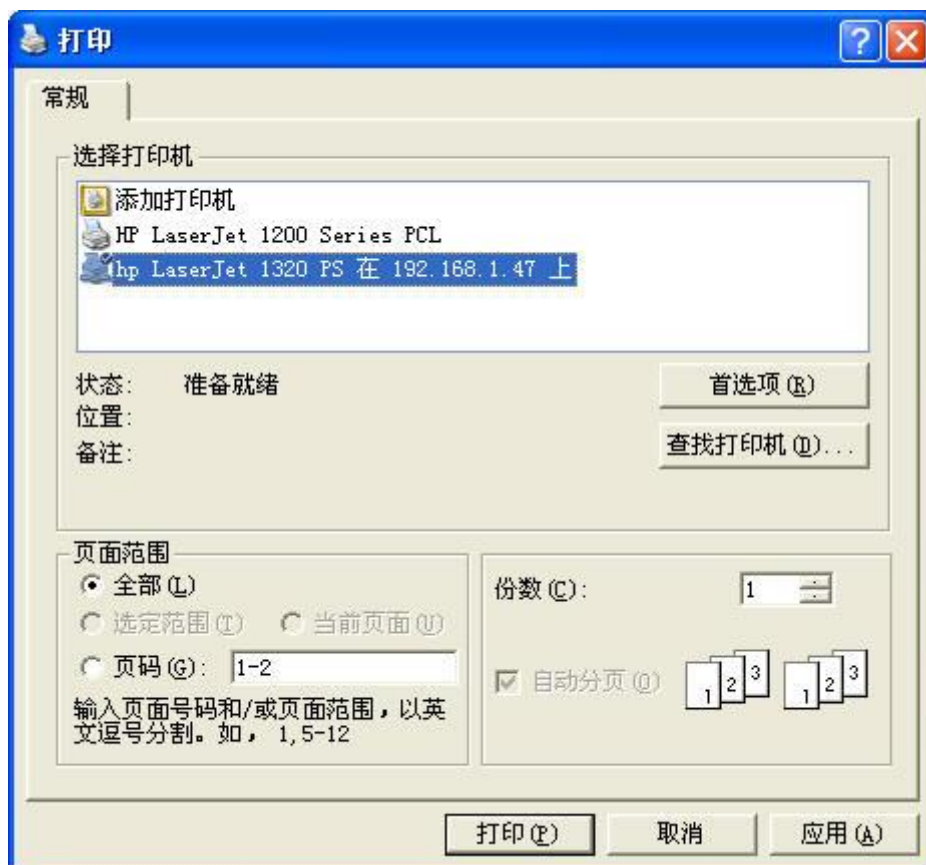 打印
常规
选择打印机
添加打印机
HP LaserJet 1200 Series PCL
hp LaserJet 1320 PS 在 192.168.1.47 上
状态: 准备就绪
首选项(R)
位置:
备注:
查找打印机(D)...
页面范围
全部(L)
选定范围(T) 当前页面(U)
页码(G): 1-2
输入页面号码和/或页面范围，以英
文逗号分割。如，1,5-12
份数(C): 1
自动分页(O)
1 2 3 1 2 3
打印(P) 取消 应用(A)